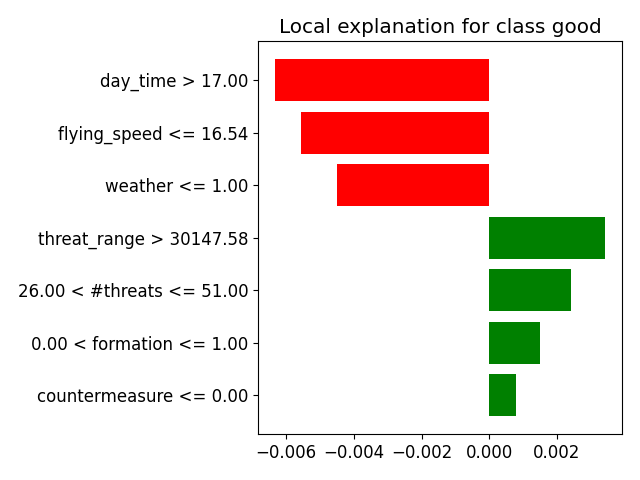 Local explanation for class good
day_time > 17.00
flying_speed <= 16.54
weather <= 1.00
threat_range > 30147.58
26.00 < #threats <= 51.00
0.00 < formation <= 1.00
countermeasure <= 0.00
−0.006 −0.004 −0.002 0.000 0.002